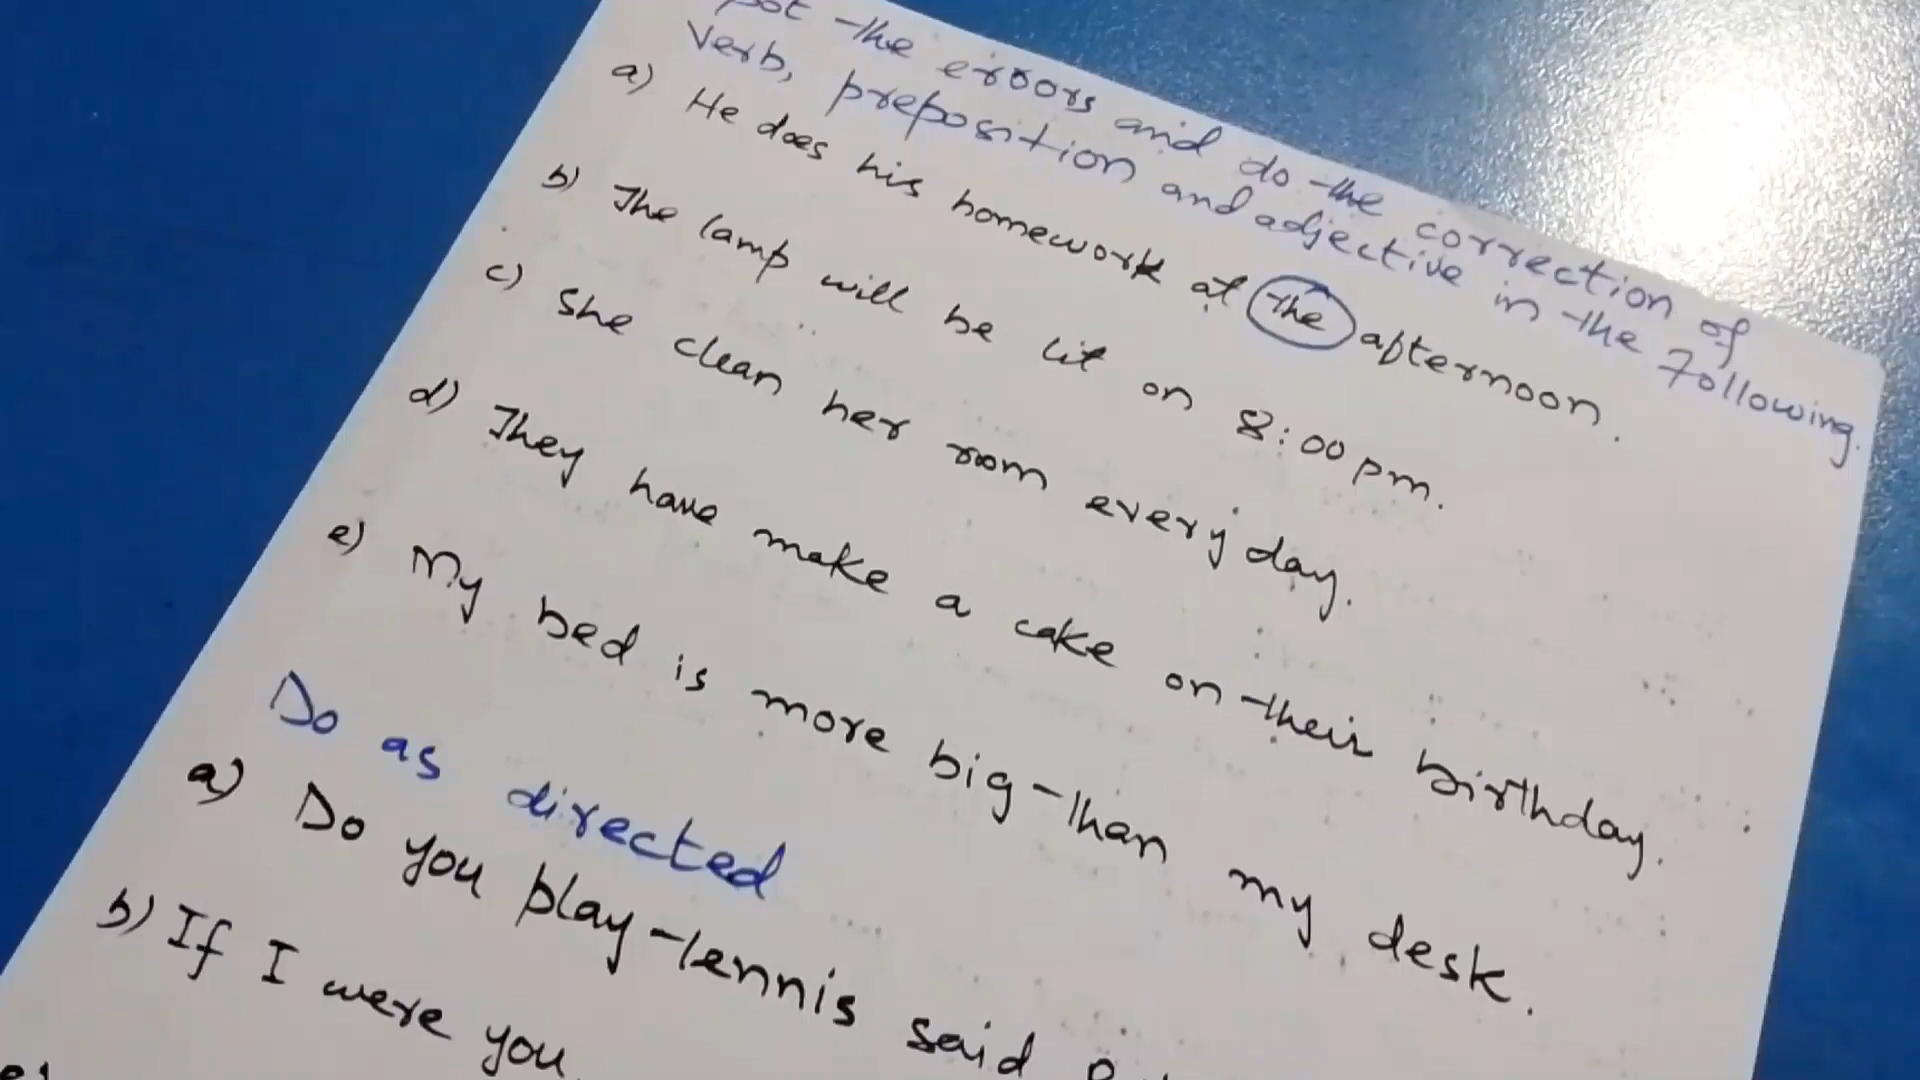 the errors and do the correction of
Verb, preposition and adjective in the following.
a) He does his homework at the afternoon.
b) The lamp will be lit on 8:00 pm.
c) She clean her room every day.
d) They have make a cake on their birthday.
e) My bed is more big than my desk.
Do as directed
a) Do you play tennis said
b) If I were you